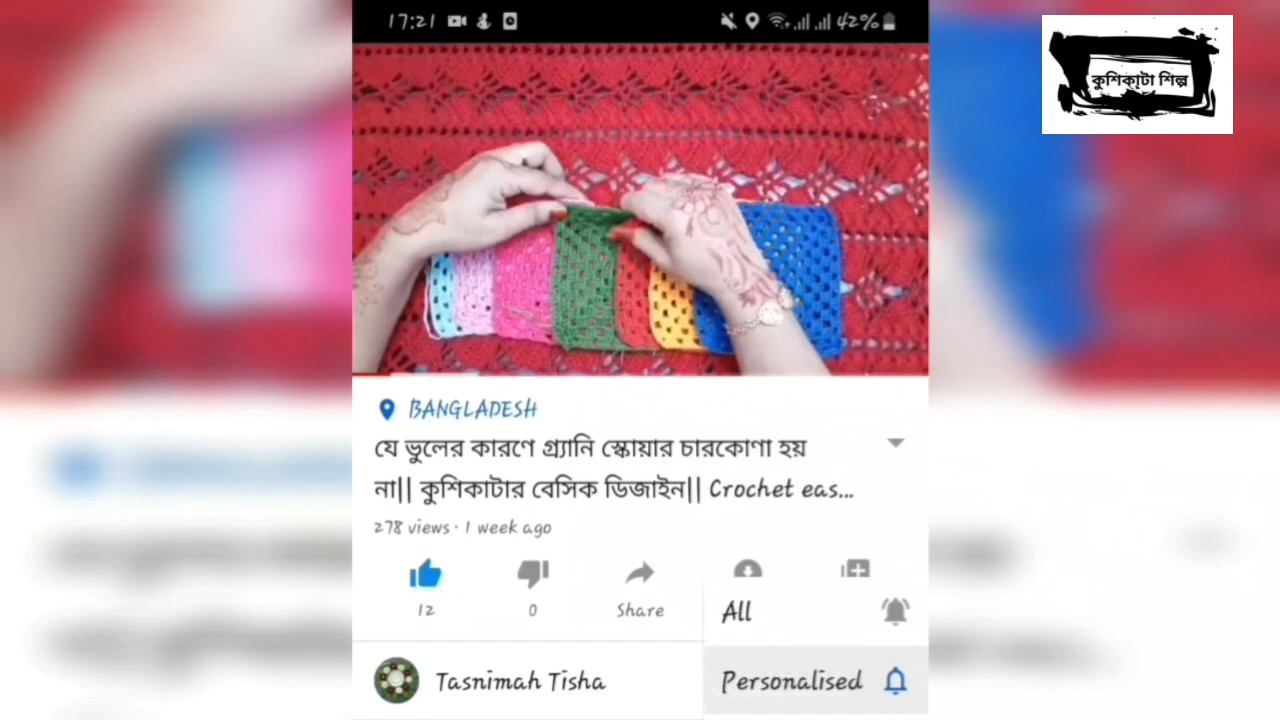 17:21
42%
কুশিকাটা শিল্প
BANGLADESH
যে ভুলের কারণে গ্র্যানি স্কোয়ার চারকোণা হয়
না|| কুশিকাটার বেসিক ডিজাইন|| Crochet eas...
278 views · 1 week ago
12
0
Share
All
Tasnimah Tisha
Personalised